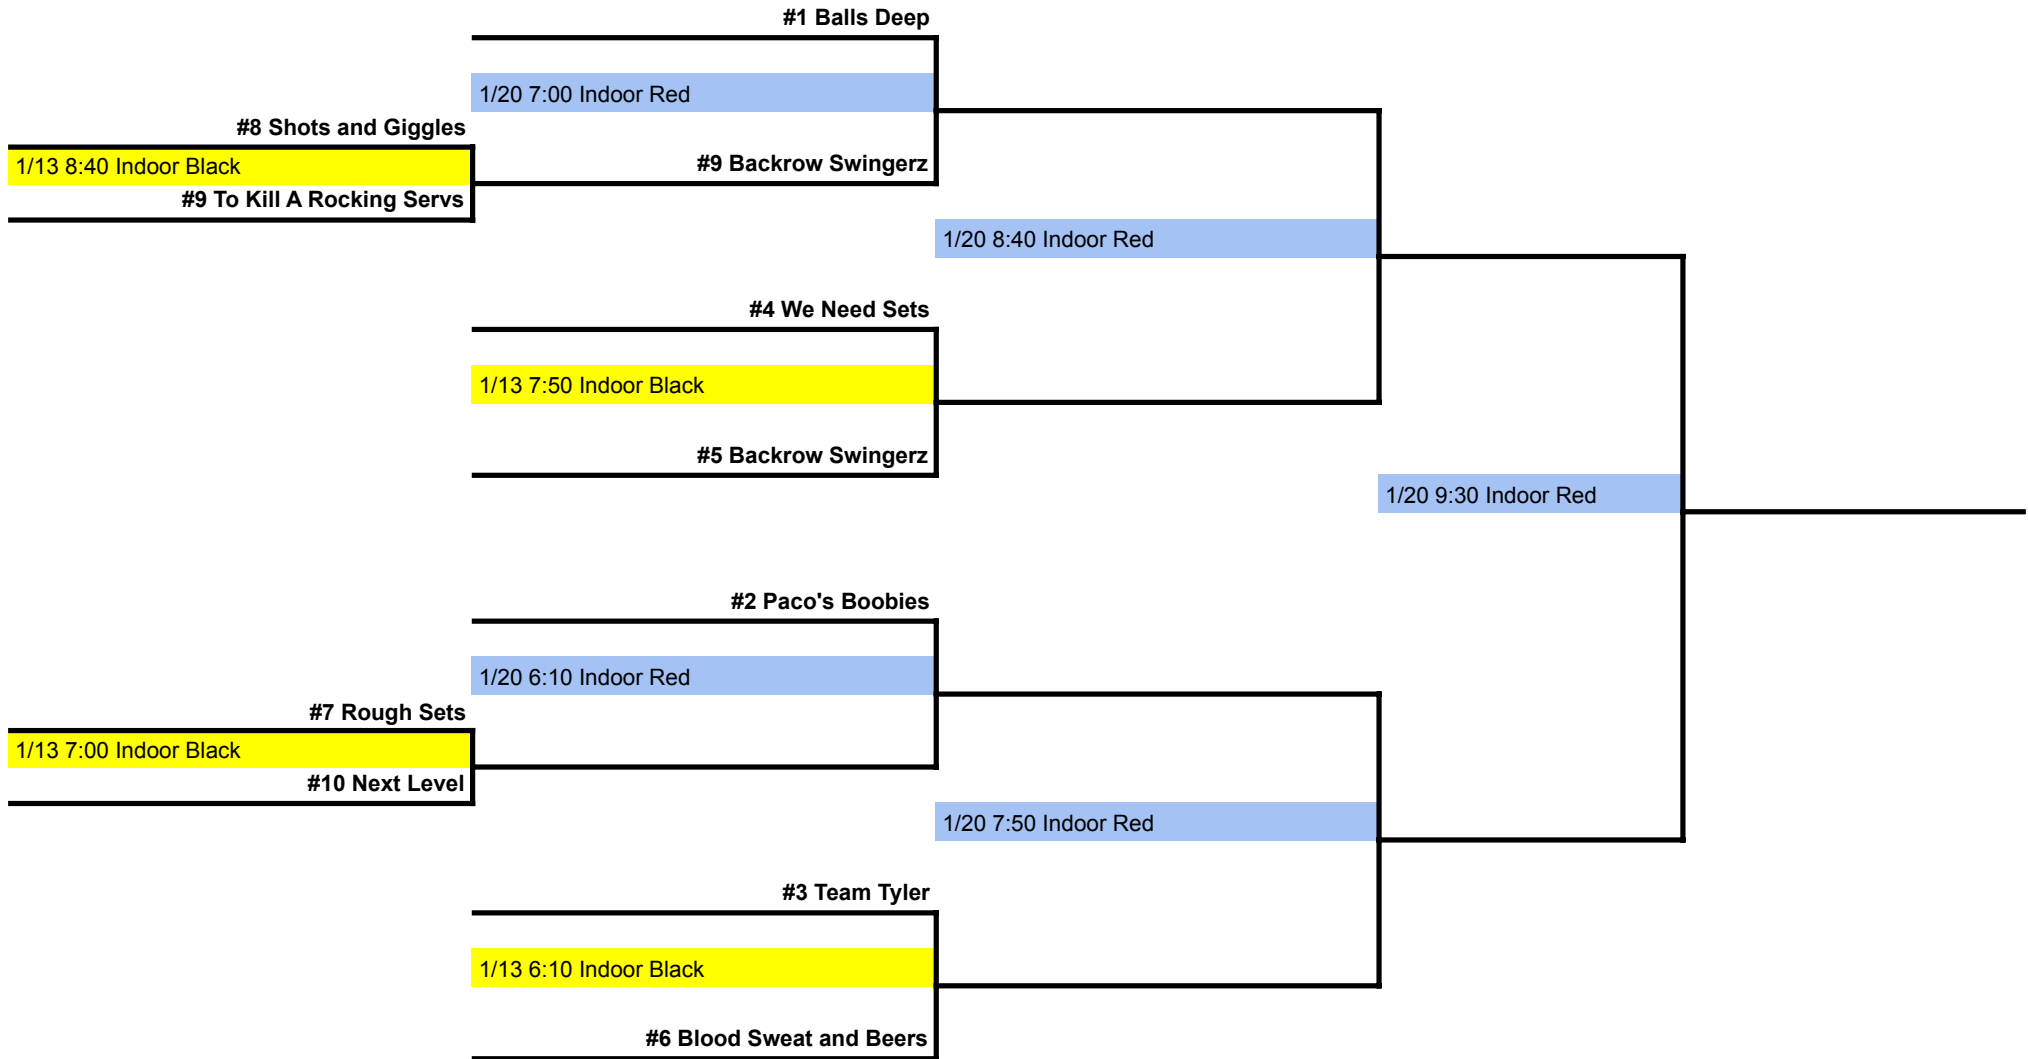 #1 Balls Deep
1/20 7:00 Indoor Red
#8 Shots and Giggles
1/13 8:40 Indoor Black
#9 Backrow Swingerz
#9 To Kill A Rocking Servs
1/20 8:40 Indoor Red
#4 We Need Sets
1/13 7:50 Indoor Black
#5 Backrow Swingerz
1/20 9:30 Indoor Red
#2 Paco's Boobies
1/20 6:10 Indoor Red
#7 Rough Sets
1/13 7:00 Indoor Black
#10 Next Level
1/20 7:50 Indoor Red
#3 Team Tyler
1/13 6:10 Indoor Black
#6 Blood Sweat and Beers